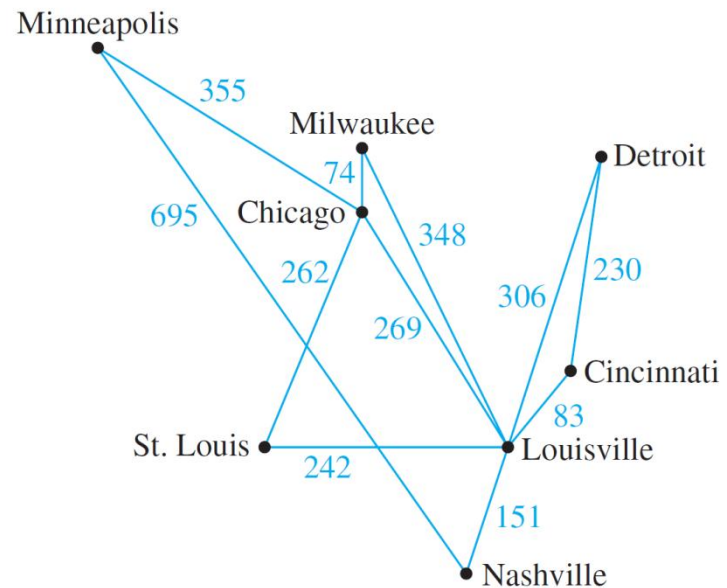 Minneapolis
355
Milwaukee
74
Detroit
695
Chicago
348
262
306
230
269
Cincinnati
83
St. Louis
242
Louisville
151
Nashville